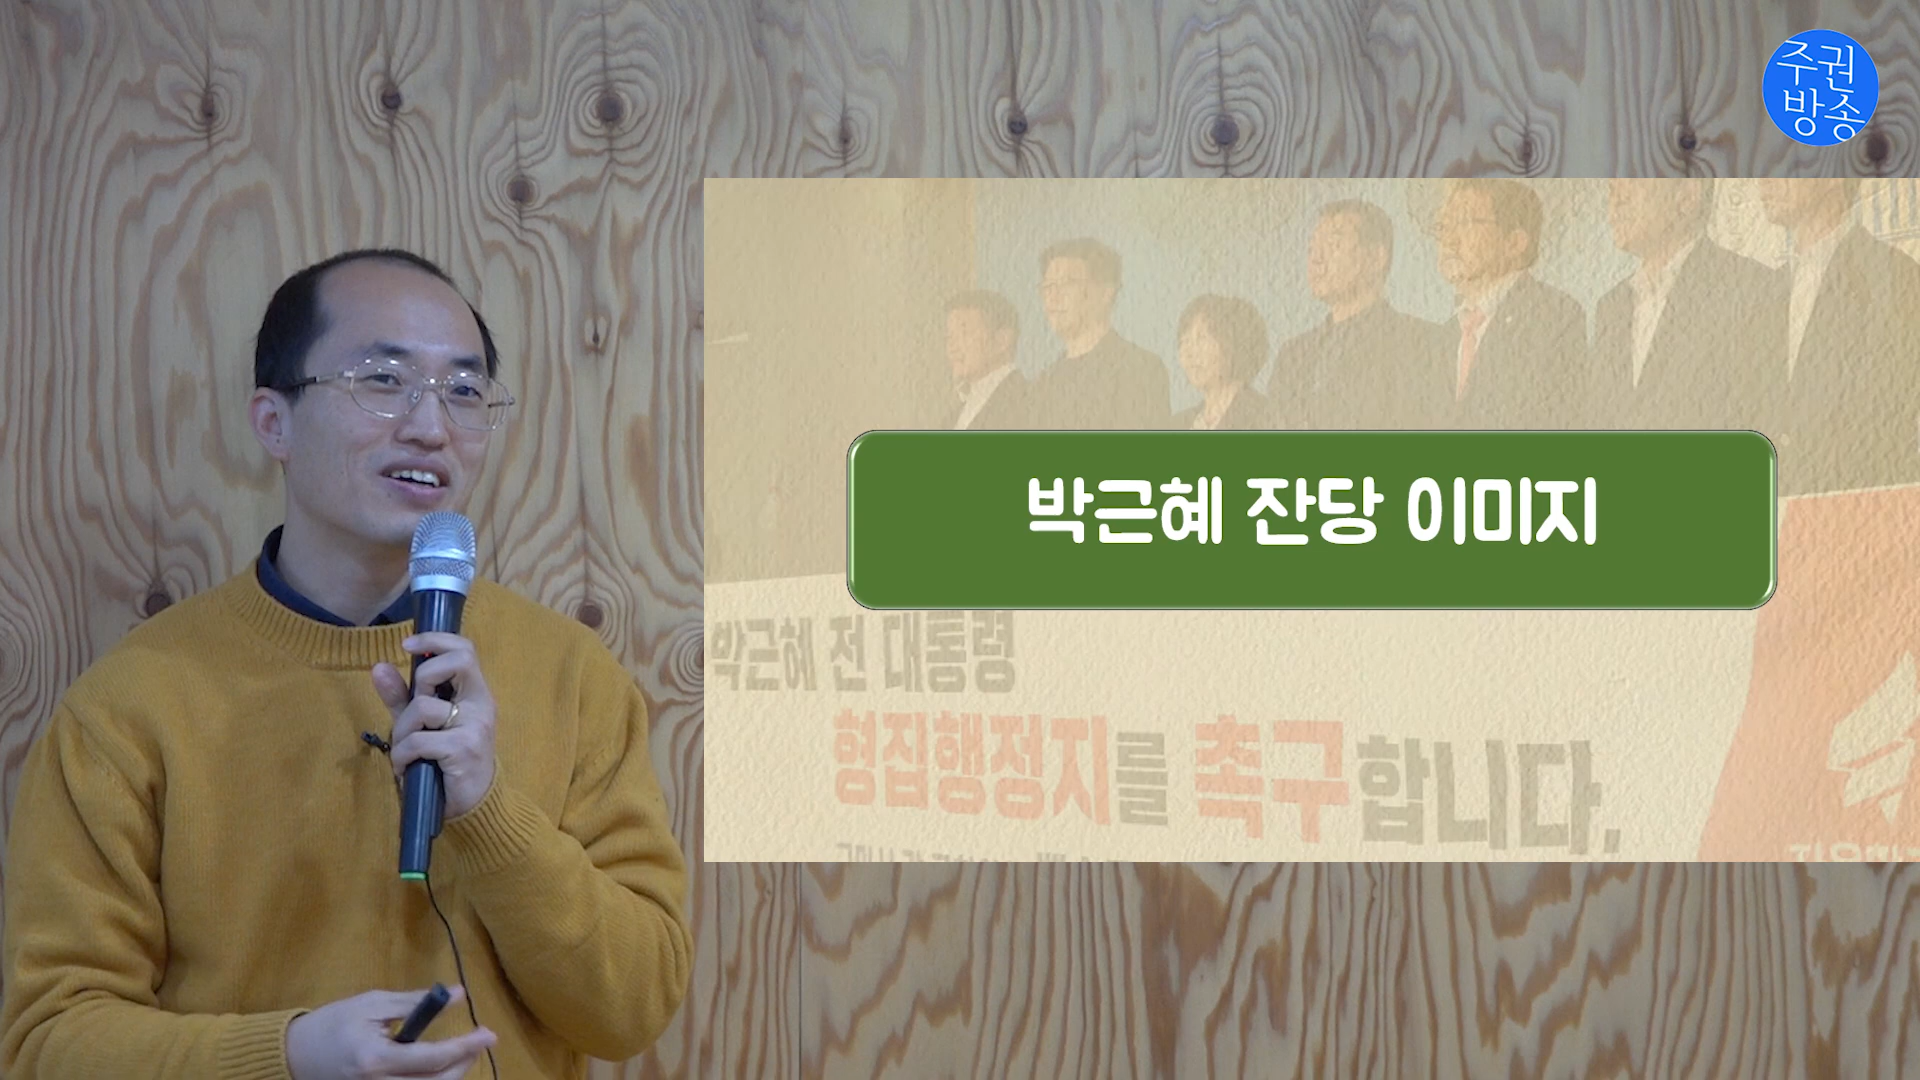 주권
방송
박근혜 잔당 이미지
박근혜 전 대통령
형집행정지를 촉구합니다.